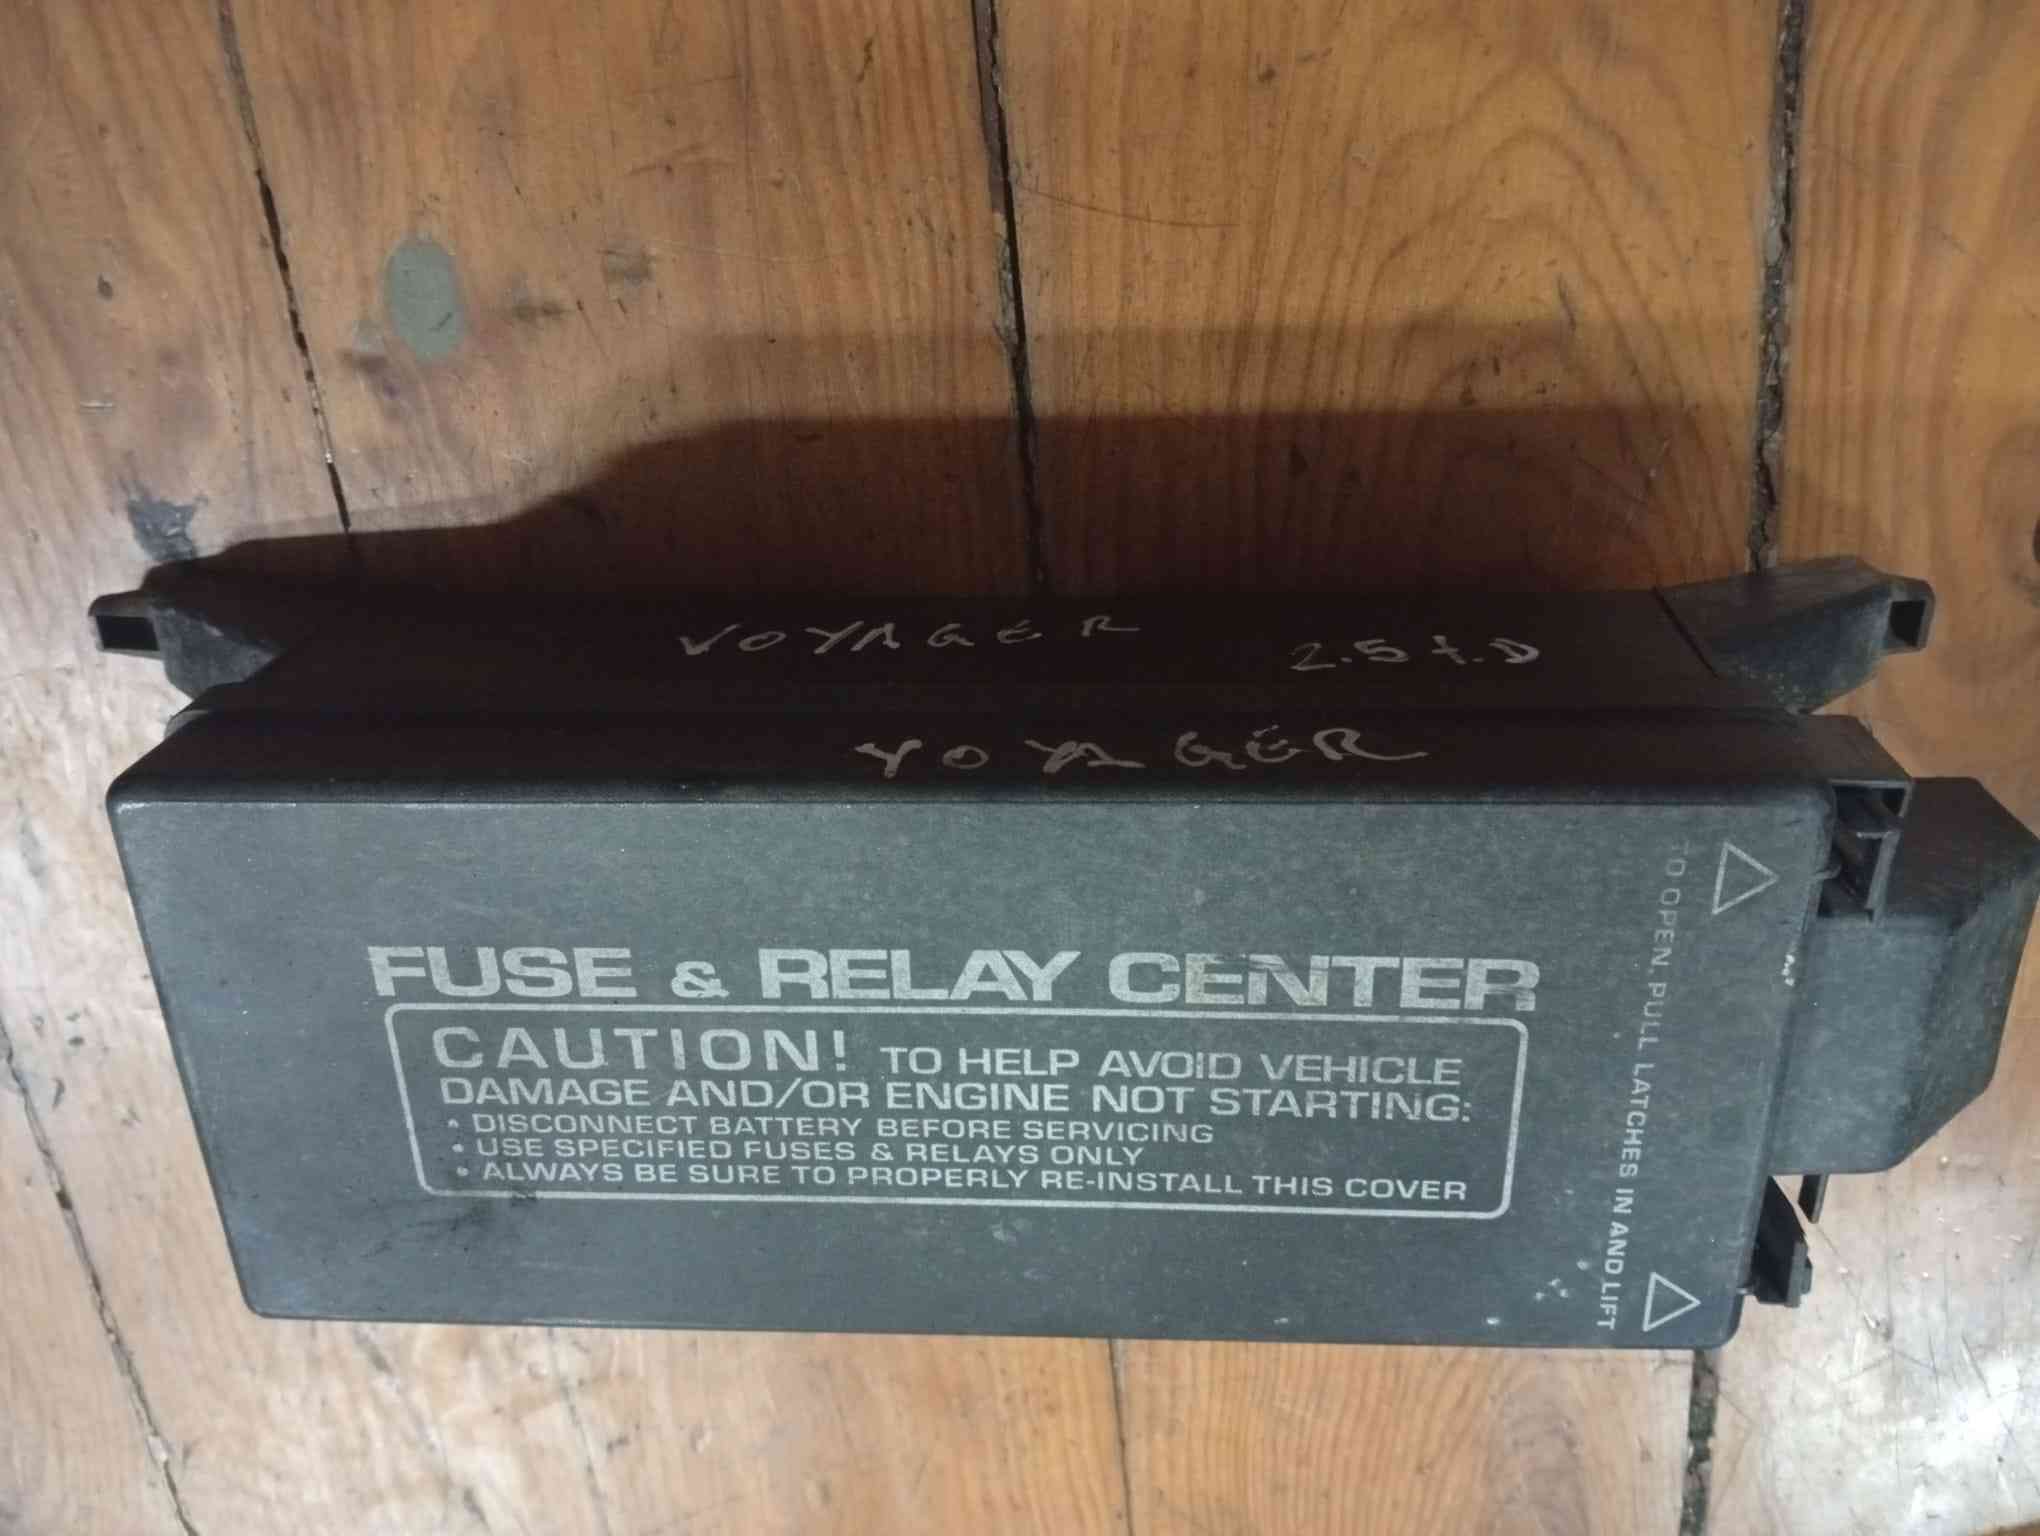 VOYAGER 2.5 t.D
VOYAGER
FUSE & RELAY CENTER
CAUTION! TO HELP AVOID VEHICLE
DAMAGE AND/OR ENGINE NOT STARTING:
• DISCONNECT BATTERY BEFORE SERVICING
• USE SPECIFIED FUSES & RELAYS ONLY
• ALWAYS BE SURE TO PROPERLY RE-INSTALL THIS COVER
TO OPEN, PULL LATCHES IN AND LIFT